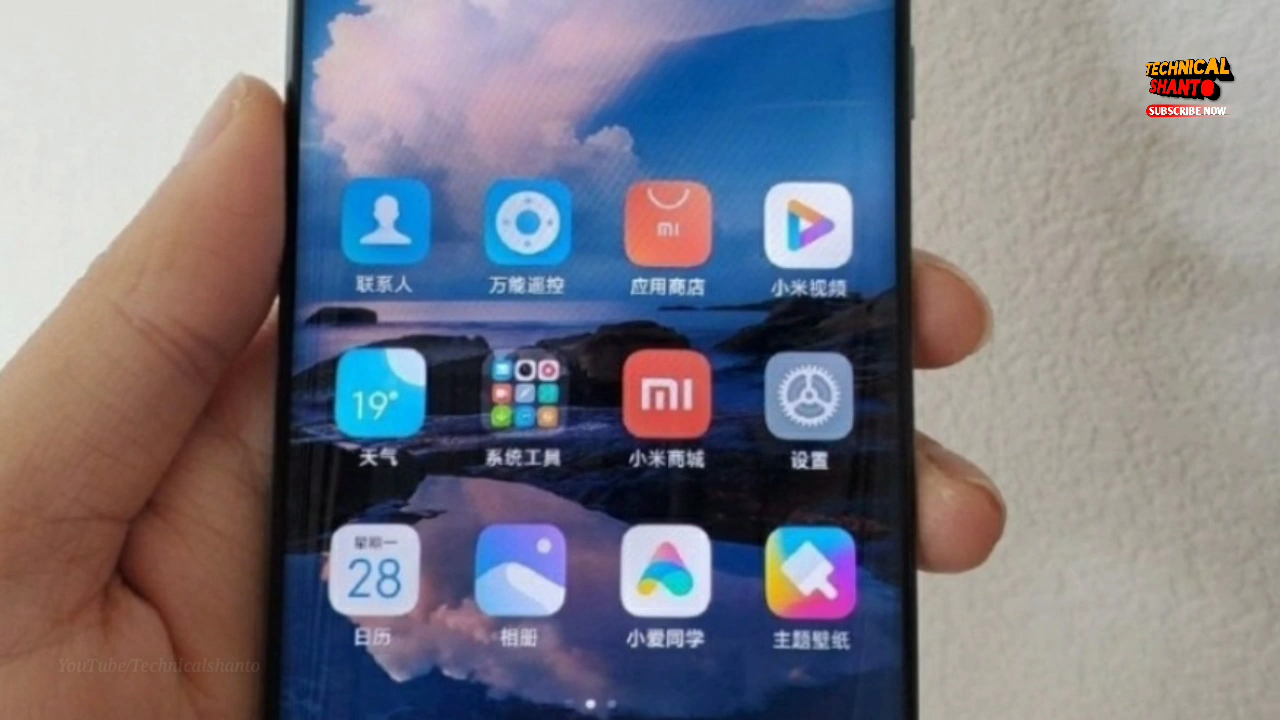 TECHNICAL
SHANTO
SUBSCRIBE NOW
mi
联系人 万能遥控 应用商店 小米视频
19°
天气 系统工具 小米商城 设置
星期一
28
日历 相册 小爱同学 主题壁纸
YouTube/Technicalshanto